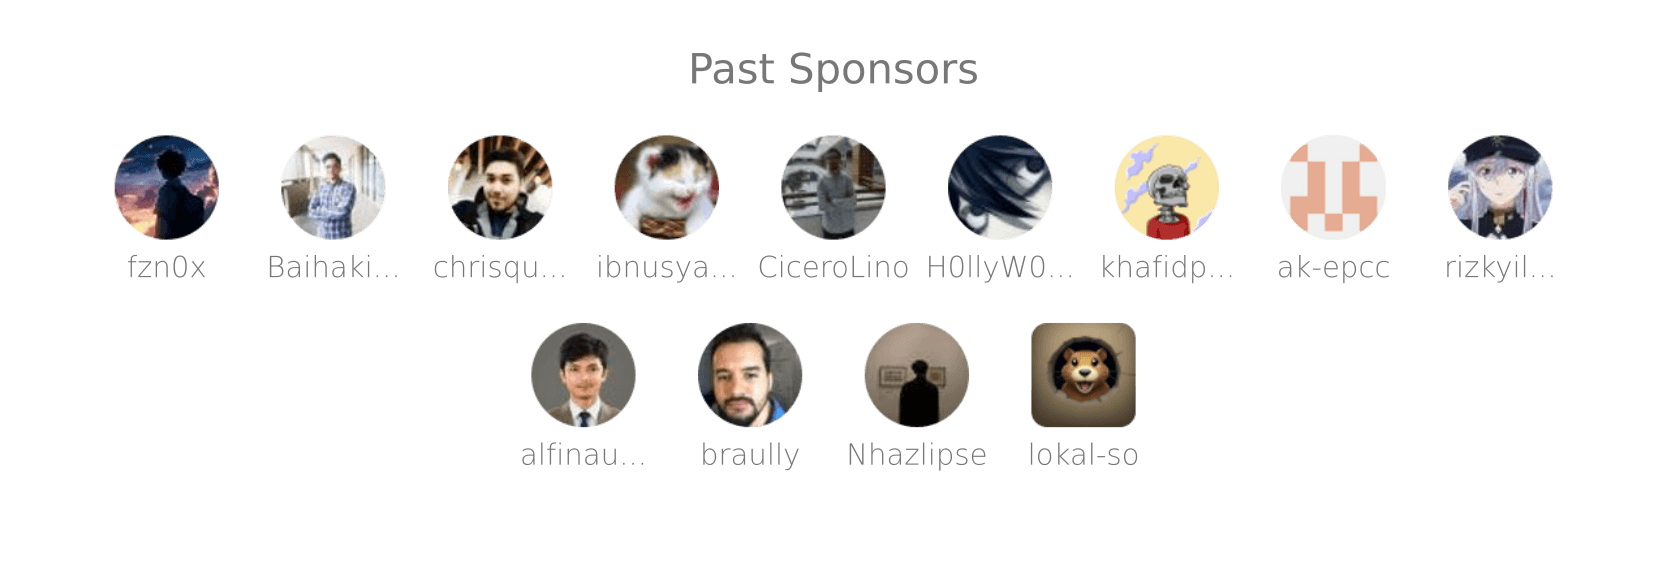 Past Sponsors
fzn0x Baihaki... chrisqu... ibnusya... CiceroLino H0llyW0... khafidp... ak-epcc rizkyil...
alfinau... braully Nhazlipse lokal-so